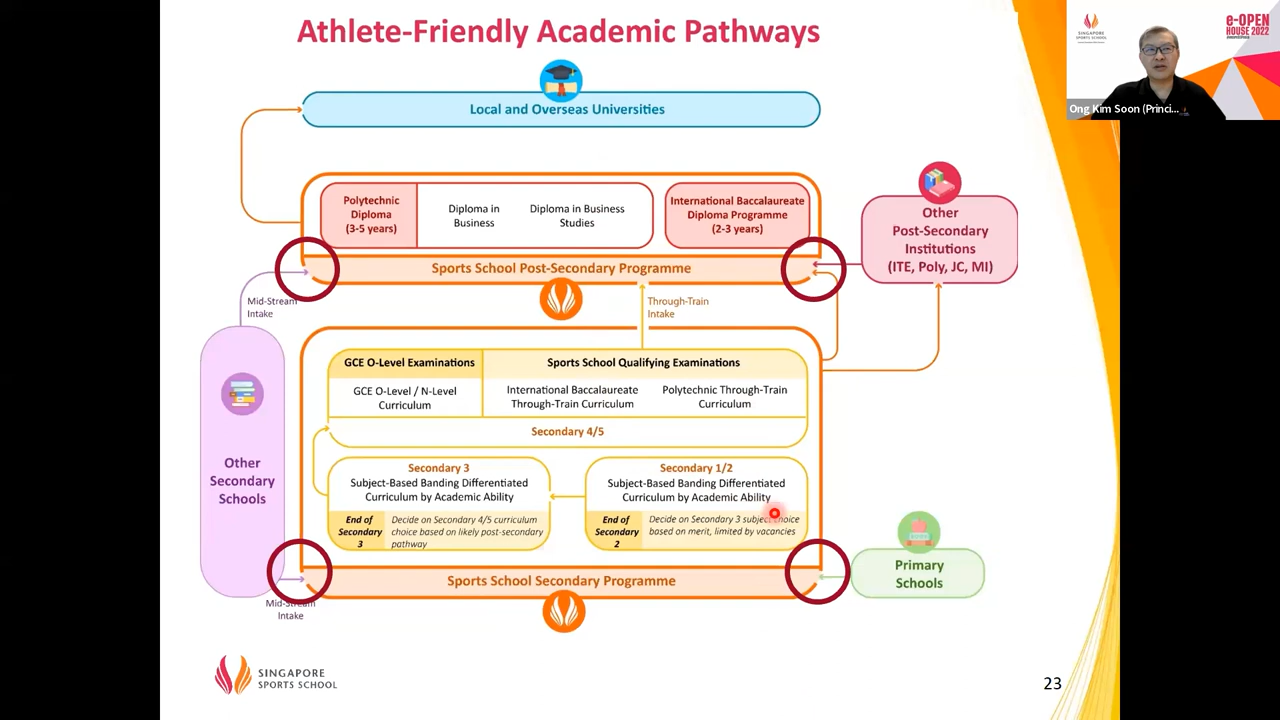 Athlete-Friendly Academic Pathways
Local and Overseas Universities
Polytechnic
Diploma
(3-5 years)
Diploma in
Business
Diploma in Business
Studies
International Baccalaureate
Diploma Programme
(2-3 years)
Sports School Post-Secondary Programme
Other
Post-Secondary
Institutions
(ITE, Poly, JC, MI)
Mid-Stream
Intake
Through-Train
Intake
GCE O-Level Examinations
Sports School Qualifying Examinations
GCE O-Level / N-Level
Curriculum
International Baccalaureate
Through-Train Curriculum
Polytechnic Through-Train
Curriculum
Secondary 4/5
Other
Secondary
Schools
Secondary 3
Subject-Based Banding Differentiated
Curriculum by Academic Ability
End of
Secondary
3
Decide on Secondary 4/5 curriculum
choice based on likely post-secondary
pathway
Secondary 1/2
Subject-Based Banding Differentiated
Curriculum by Academic Ability
End of
Secondary
2
Decide on Secondary 3 subject choice
based on merit, limited by vacancies
Sports School Secondary Programme
Primary
Schools
Mid-Stream
Intake
SINGAPORE
SPORTS SCHOOL
23
SINGAPORE
SPORTS SCHOOL
e-OPEN
HOUSE 2022
Ong Kim Soon (Princi...